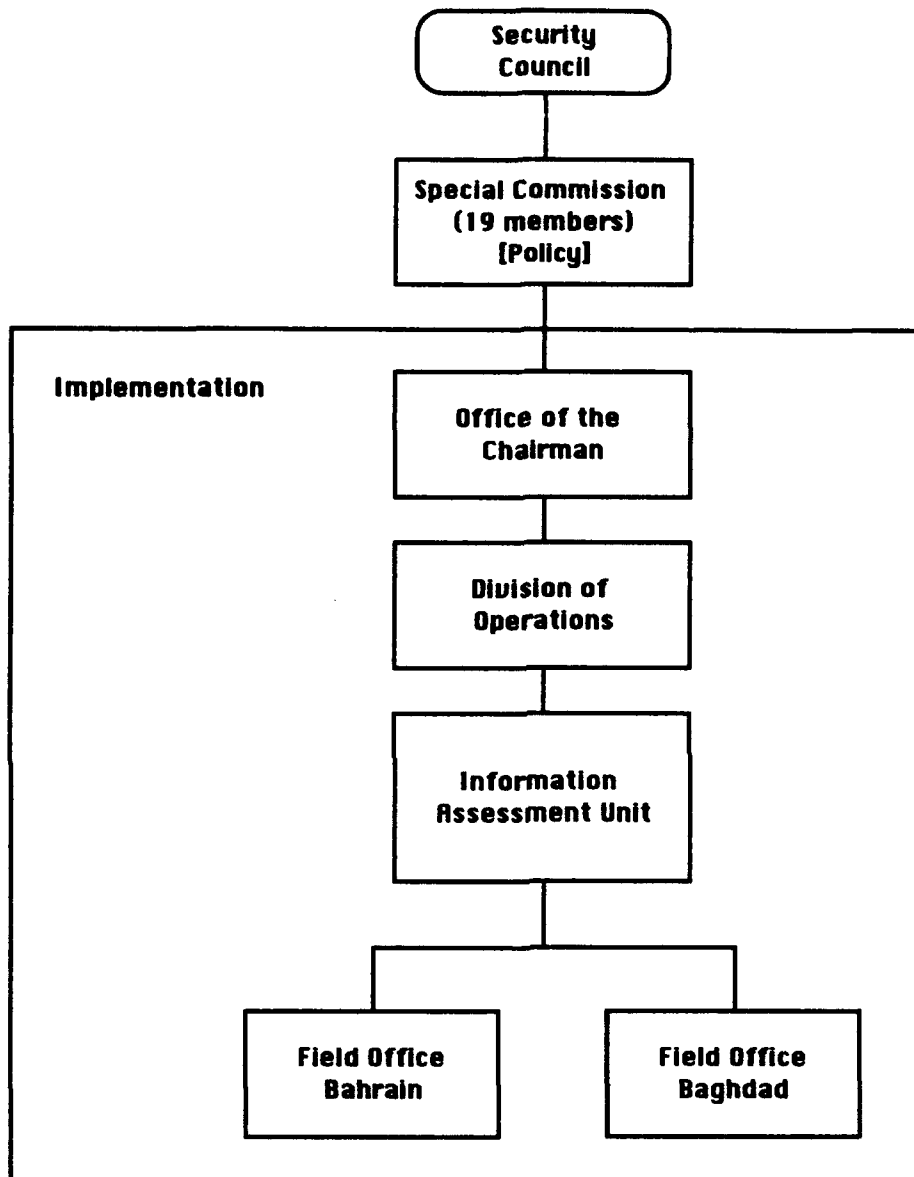 Security
Council
Special Commission
(19 members)
[Policy]
Implementation
Office of the
Chairman
Division of
Operations
Information
Assessment Unit
Field Office
Bahrain
Field Office
Baghdad